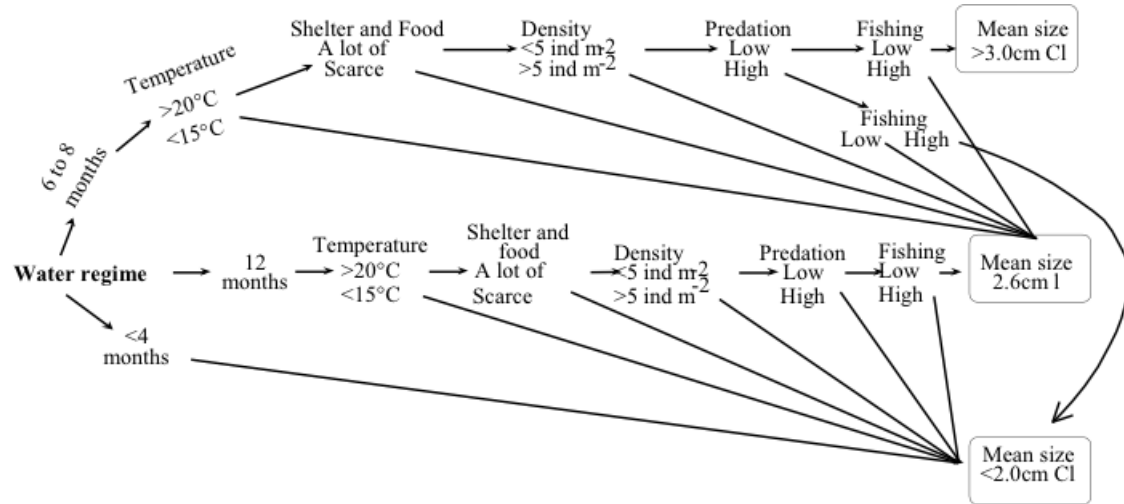 Shelter and Food
A lot of
Scarce
Density
<5 ind m-2
>5 ind m-2
Predation
Low
High
Fishing
Low
High
Mean size
>3.0cm Cl
Temperature
>20°C
<15°C
Fishing
Low High
6 to 8
months
Water regime
12
months
Temperature
>20°C
<15°C
Shelter and
food
A lot of
Scarce
Density
<5 ind m-2
>5 ind m-2
Predation
Low
High
Fishing
Low
High
Mean size
2.6cm l
<4
months
Mean size
<2.0cm Cl